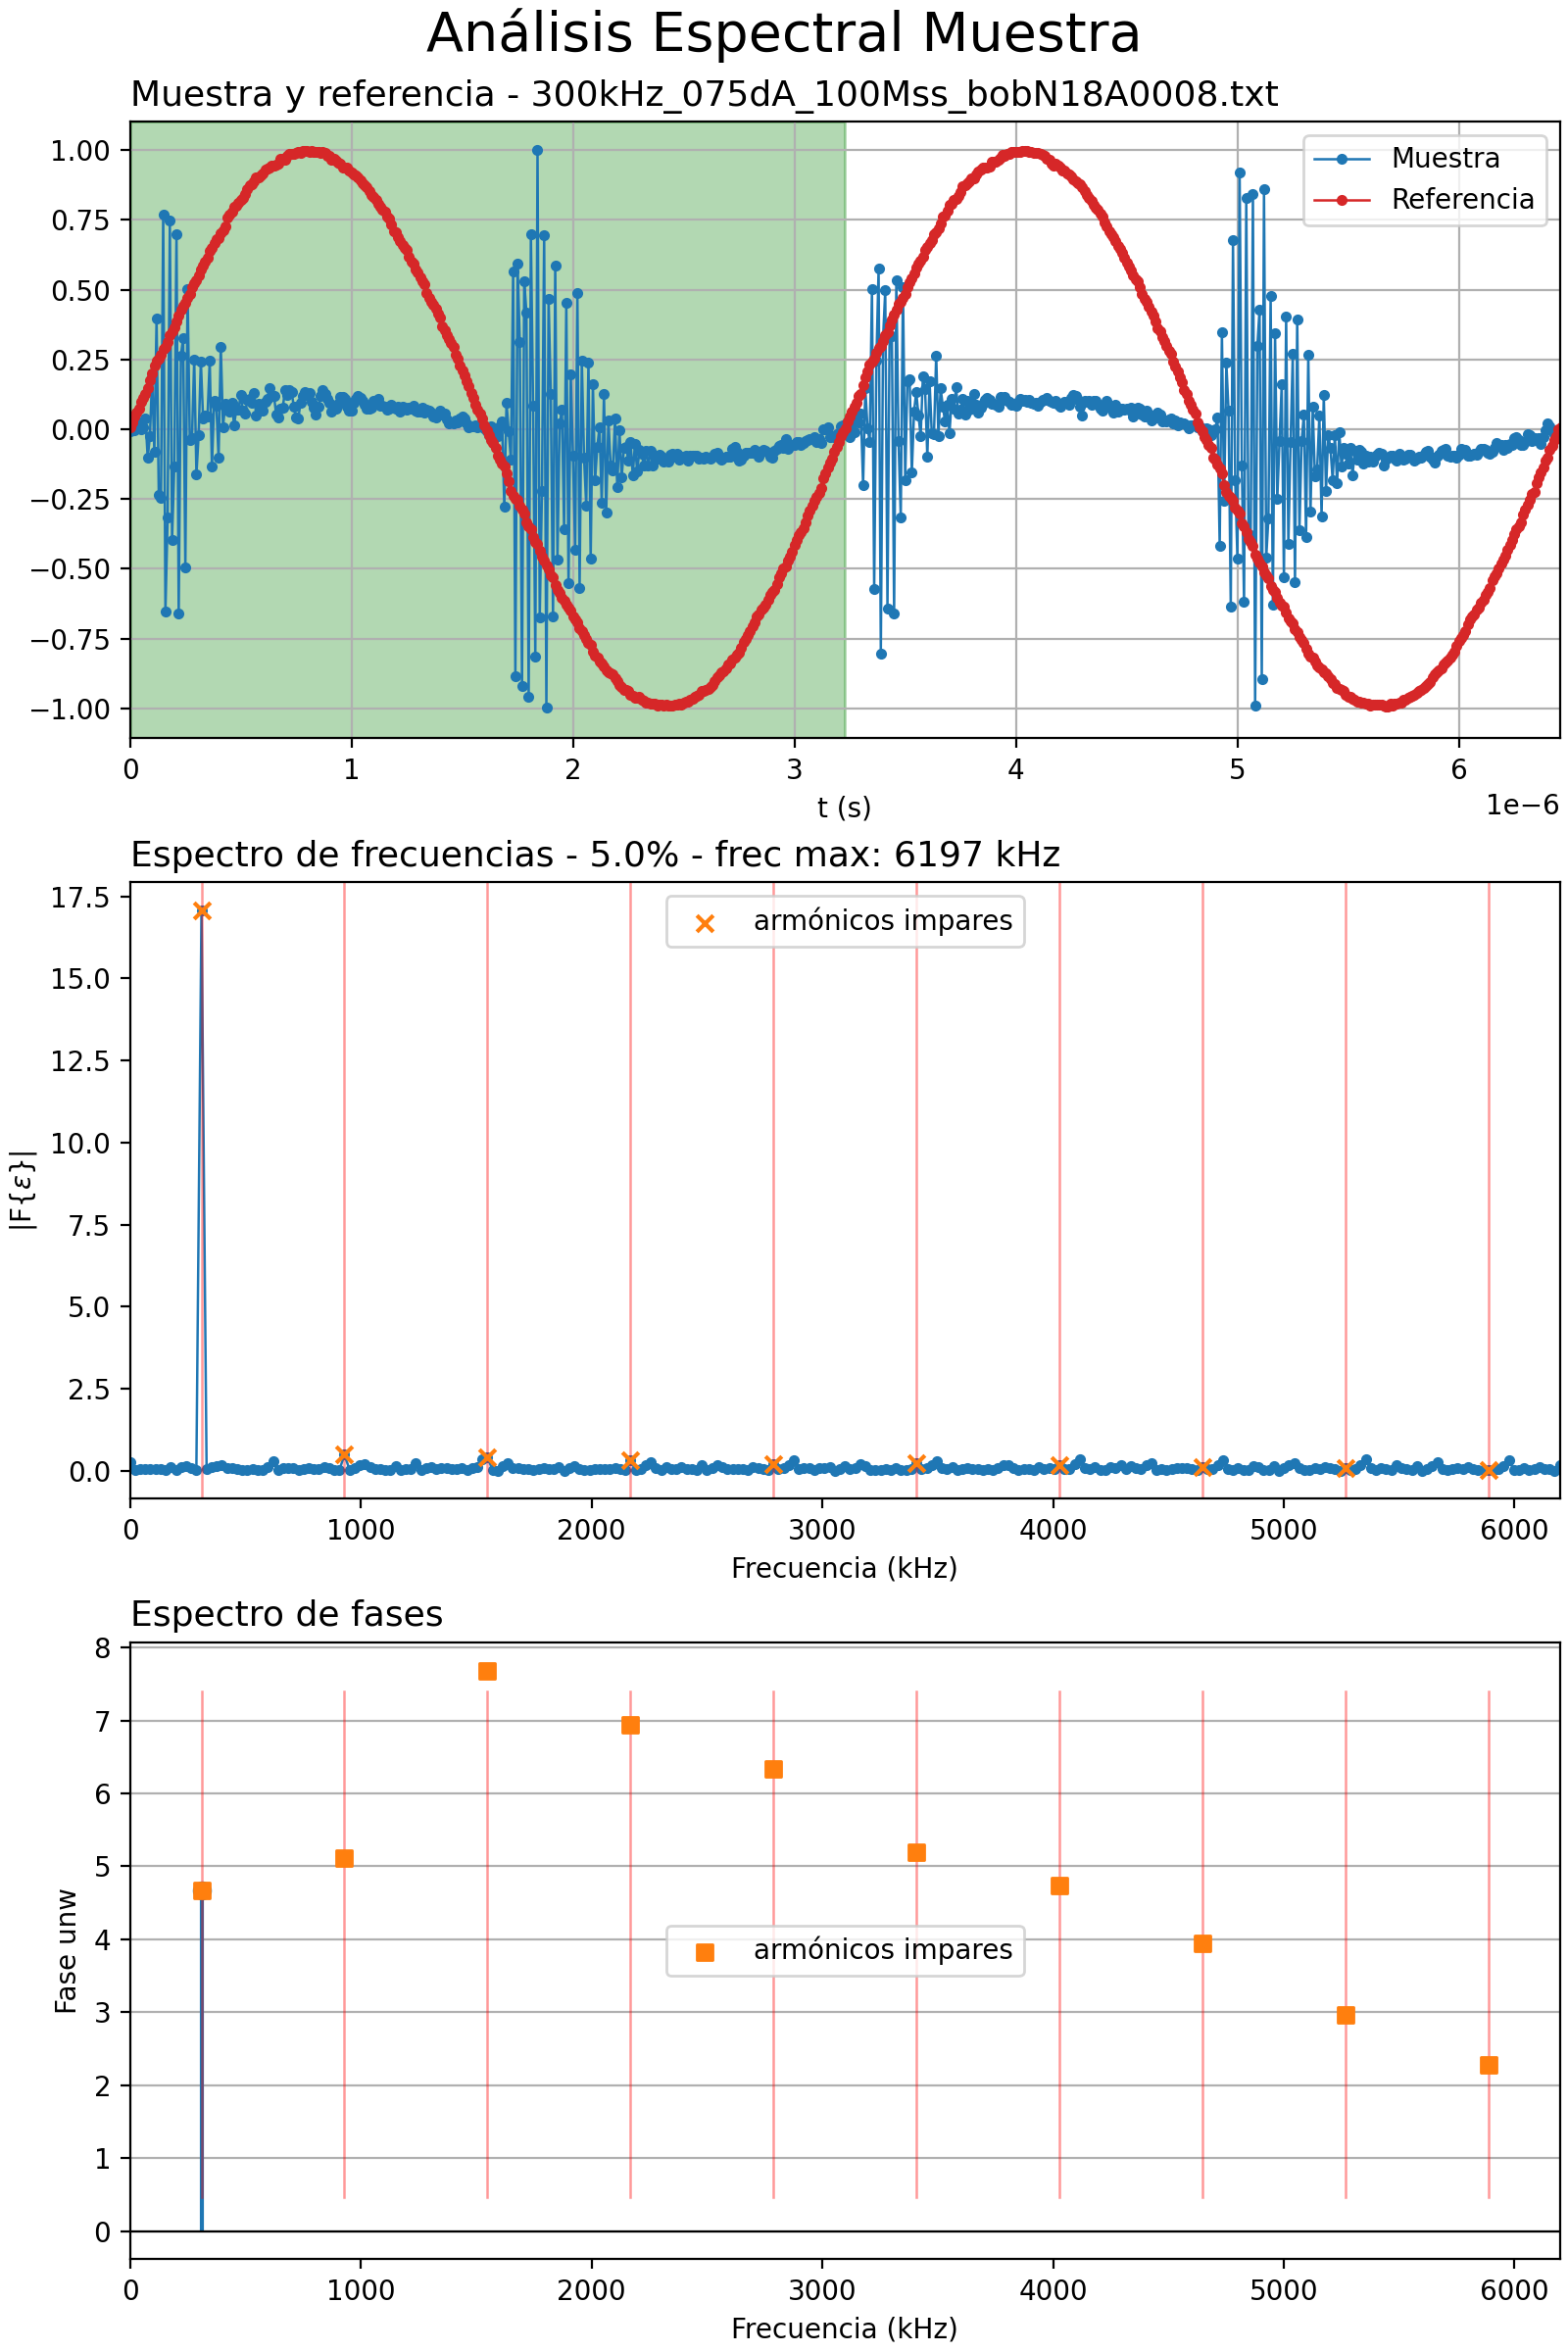 Análisis Espectral Muestra
Muestra y referencia - 300kHz_075dA_100Mss_bobN18A0008.txt
1.00
0.75
0.50
0.25
0.00
−0.25
−0.50
−0.75
−1.00
Muestra
Referencia
0 1 2 3 4 5 6
t (s)
1e−6
Espectro de frecuencias - 5.0% - frec max: 6197 kHz
17.5
15.0
12.5
10.0
7.5
5.0
2.5
0.0
|F{ε}|
armónicos impares
0 1000 2000 3000 4000 5000 6000
Frecuencia (kHz)
Espectro de fases
8
7
6
5
4
3
2
1
0
Fase unw
armónicos impares
0 1000 2000 3000 4000 5000 6000
Frecuencia (kHz)